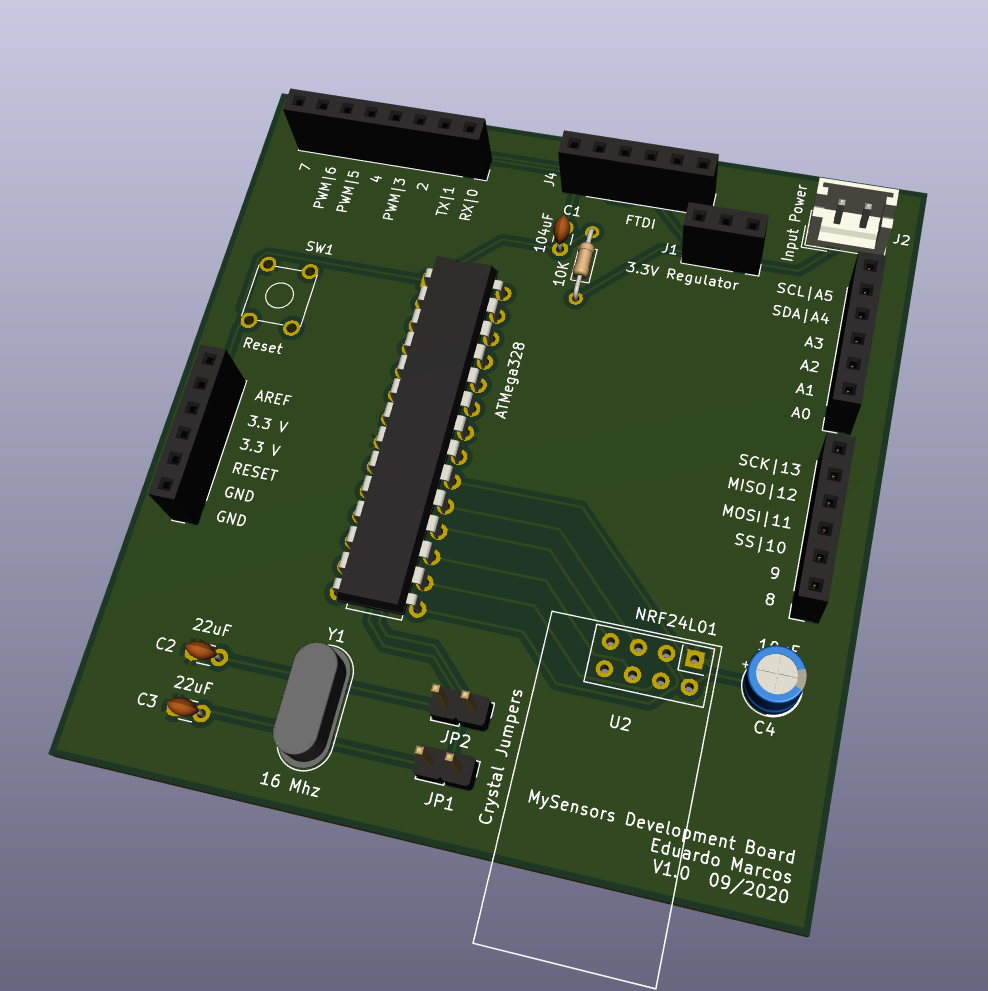 7
PWM|6
PWM|5
4
PWM|3
2
TX|1
RX|0
J4
C1
104uF
10K
FTDI
J1
3.3V Regulator
Input Power
J2
SW1
Reset
SCL|A5
SDA|A4
A3
A2
A1
A0
AREF
3.3 V
3.3 V
RESET
GND
GND
ATMega328
SCK|13
MISO|12
MOSI|11
SS|10
9
8
NRF24L01
U2
+
C4
22uF
C2
22uF
C3
Y1
16 Mhz
JP2
JP1
Crystal Jumpers
MySensors Development Board
Eduardo Marcos
V1.0 09/2020